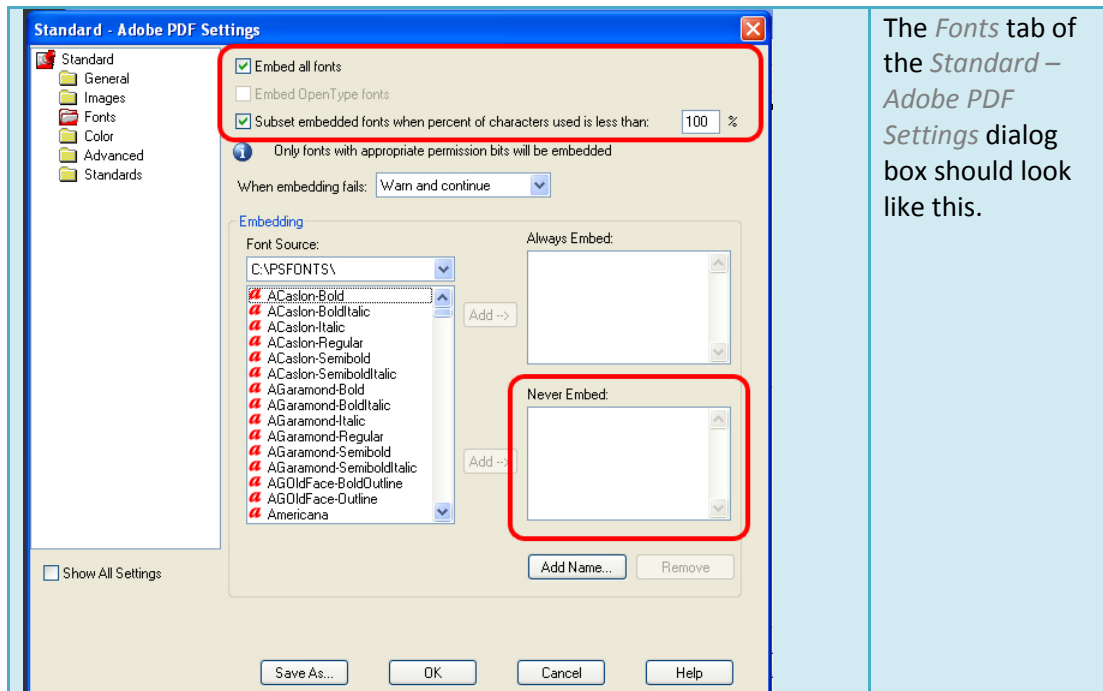 Standard - Adobe PDF Settings
Standard
General
Images
Fonts
Color
Advanced
Standards
Show All Settings
Embed all fonts
Embed OpenType fonts
Subset embedded fonts when percent of characters used is less than: 100 %
Only fonts with appropriate permission bits will be embedded
When embedding fails: Warn and continue
Embedding
Font Source:
C:\PSFONTS\
ACaslon-Bold
ACaslon-BoldItalic
ACaslon-Italic
ACaslon-Regular
ACaslon-Semibold
ACaslon-SemiboldItalic
AGaramond-Bold
AGaramond-BoldItalic
AGaramond-Italic
AGaramond-Regular
AGaramond-Semibold
AGaramond-SemiboldItalic
AGOldFace-BoldOutline
AGOldFace-Outline
Americana
Add -->
Add -->
Always Embed:
Never Embed:
Add Name...
Remove
Save As...
OK
Cancel
Help
The Fonts tab of
the Standard –
Adobe PDF
Settings dialog
box should look
like this.